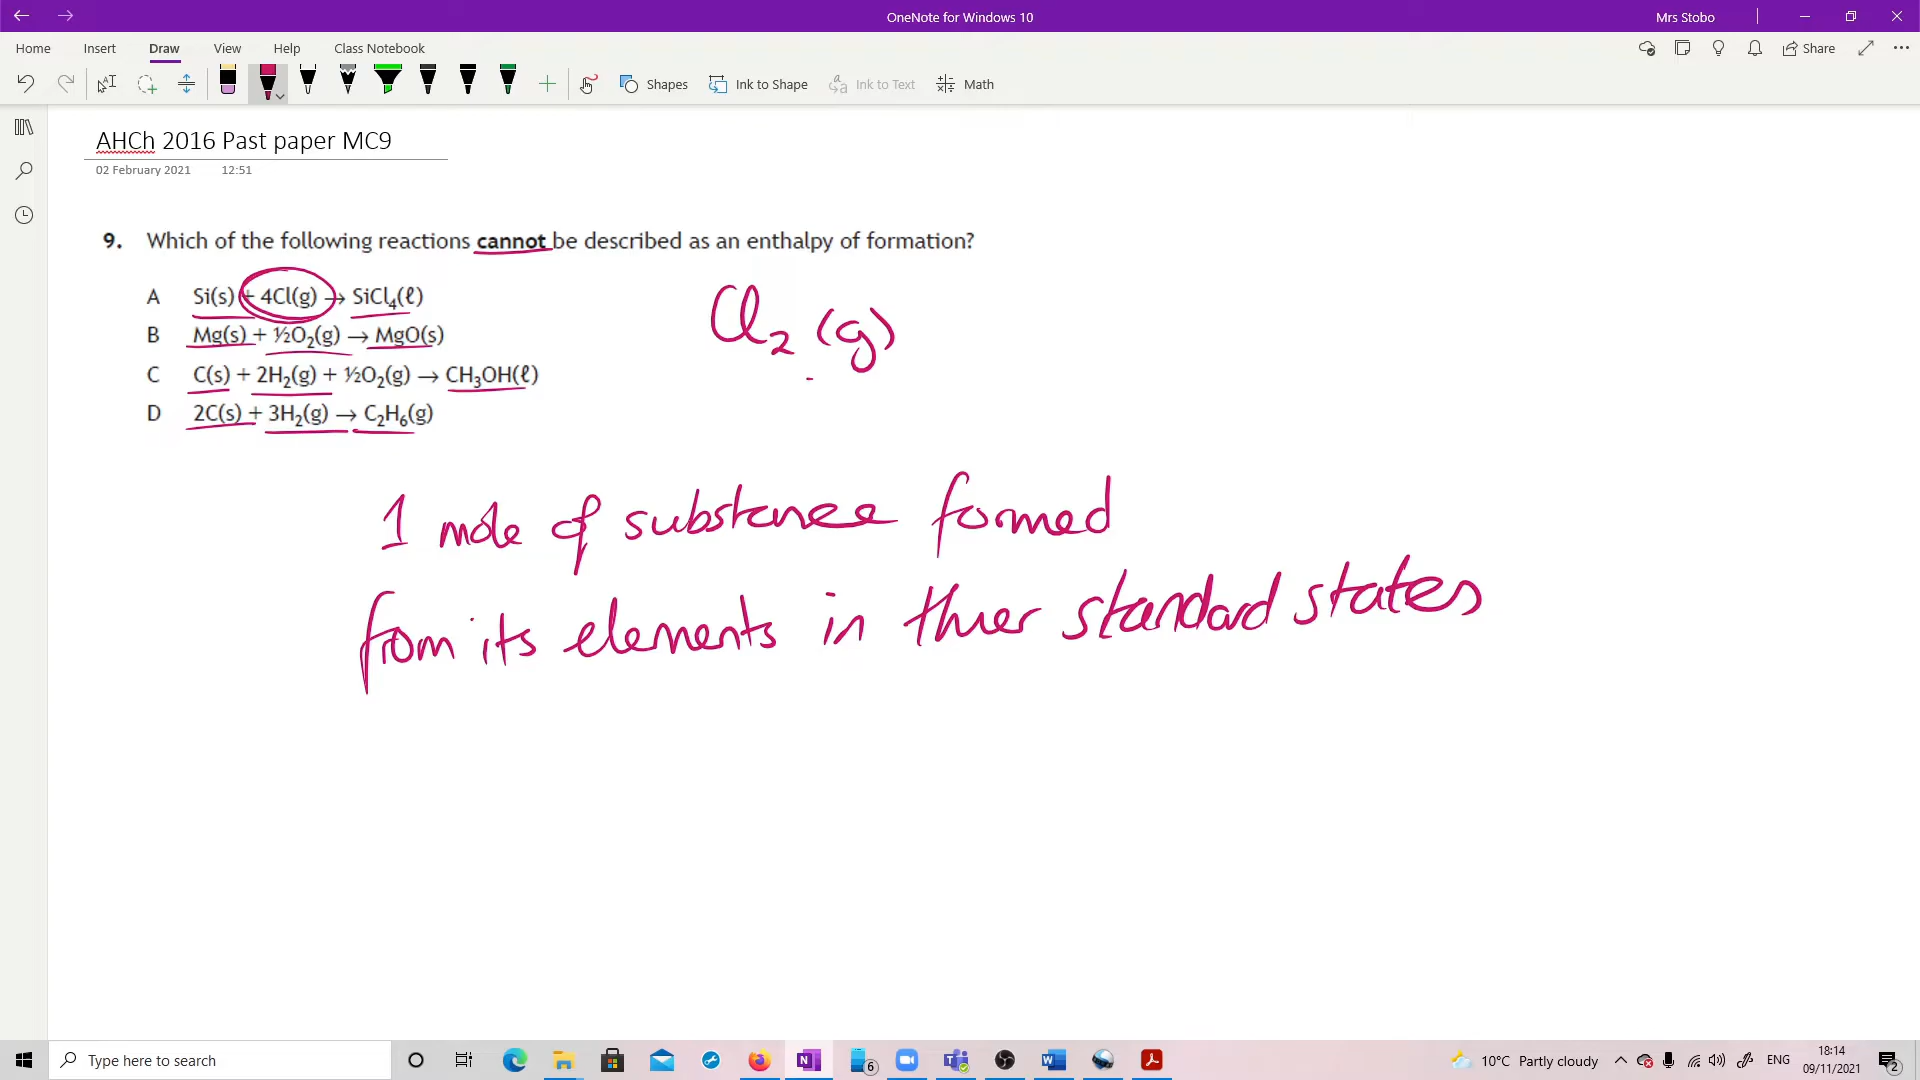 OneNote for Windows 10
Mrs Stobo
Home Insert Draw View Help Class Notebook
Share
Shapes Ink to Shape Ink to Text Math
AHCh 2016 Past paper MC9
02 February 2021 12:51
9. Which of the following reactions cannot be described as an enthalpy of formation?
A Si(s) + 4Cl(g) → SiCl₄(ℓ)
Cl₂ (g)
B Mg(s) + ½O₂(g) → MgO(s)
C C(s) + 2H₂(g) + ½O₂(g) → CH₃OH(ℓ)
D 2C(s) + 3H₂(g) → C₂H₆(g)
1 mole of substance formed
from its elements in thier standard states
Type here to search
6
10°C Partly cloudy
ENG
18:14
09/11/2021
2